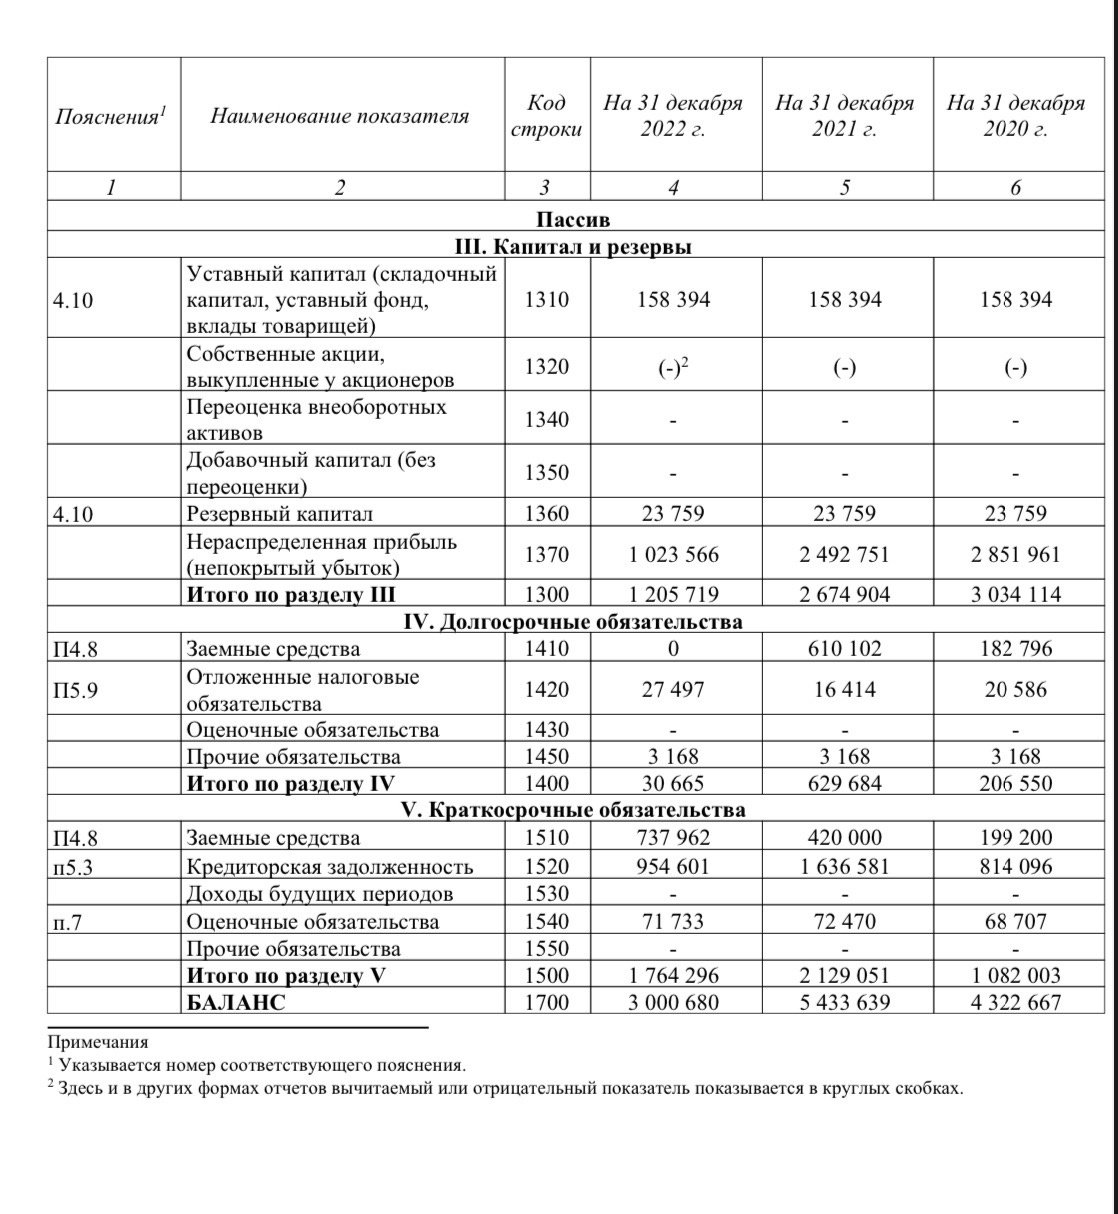 Пояснения¹ Наименование показателя Код строки На 31 декабря 2022 г. На 31 декабря 2021 г. На 31 декабря 2020 г.
1 2 3 4 5 6
Пассив
III. Капитал и резервы
4.10 Уставный капитал (складочный капитал, уставный фонд, вклады товарищей) 1310 158 394 158 394 158 394
Собственные акции, выкупленные у акционеров 1320 (-)² (-) (-)
Переоценка внеоборотных активов 1340 - - -
Добавочный капитал (без переоценки) 1350 - - -
4.10 Резервный капитал 1360 23 759 23 759 23 759
Нераспределенная прибыль (непокрытый убыток) 1370 1 023 566 2 492 751 2 851 961
Итого по разделу III 1300 1 205 719 2 674 904 3 034 114
IV. Долгосрочные обязательства
П4.8 Заемные средства 1410 0 610 102 182 796
П5.9 Отложенные налоговые обязательства 1420 27 497 16 414 20 586
Оценочные обязательства 1430 - - -
Прочие обязательства 1450 3 168 3 168 3 168
Итого по разделу IV 1400 30 665 629 684 206 550
V. Краткосрочные обязательства
П4.8 Заемные средства 1510 737 962 420 000 199 200
п5.3 Кредиторская задолженность 1520 954 601 1 636 581 814 096
Доходы будущих периодов 1530 - - -
п.7 Оценочные обязательства 1540 71 733 72 470 68 707
Прочие обязательства 1550 - - -
Итого по разделу V 1500 1 764 296 2 129 051 1 082 003
БАЛАНС 1700 3 000 680 5 433 639 4 322 667
Примечания
¹ Указывается номер соответствующего пояснения.
² Здесь и в других формах отчетов вычитаемый или отрицательный показатель показывается в круглых скобках.